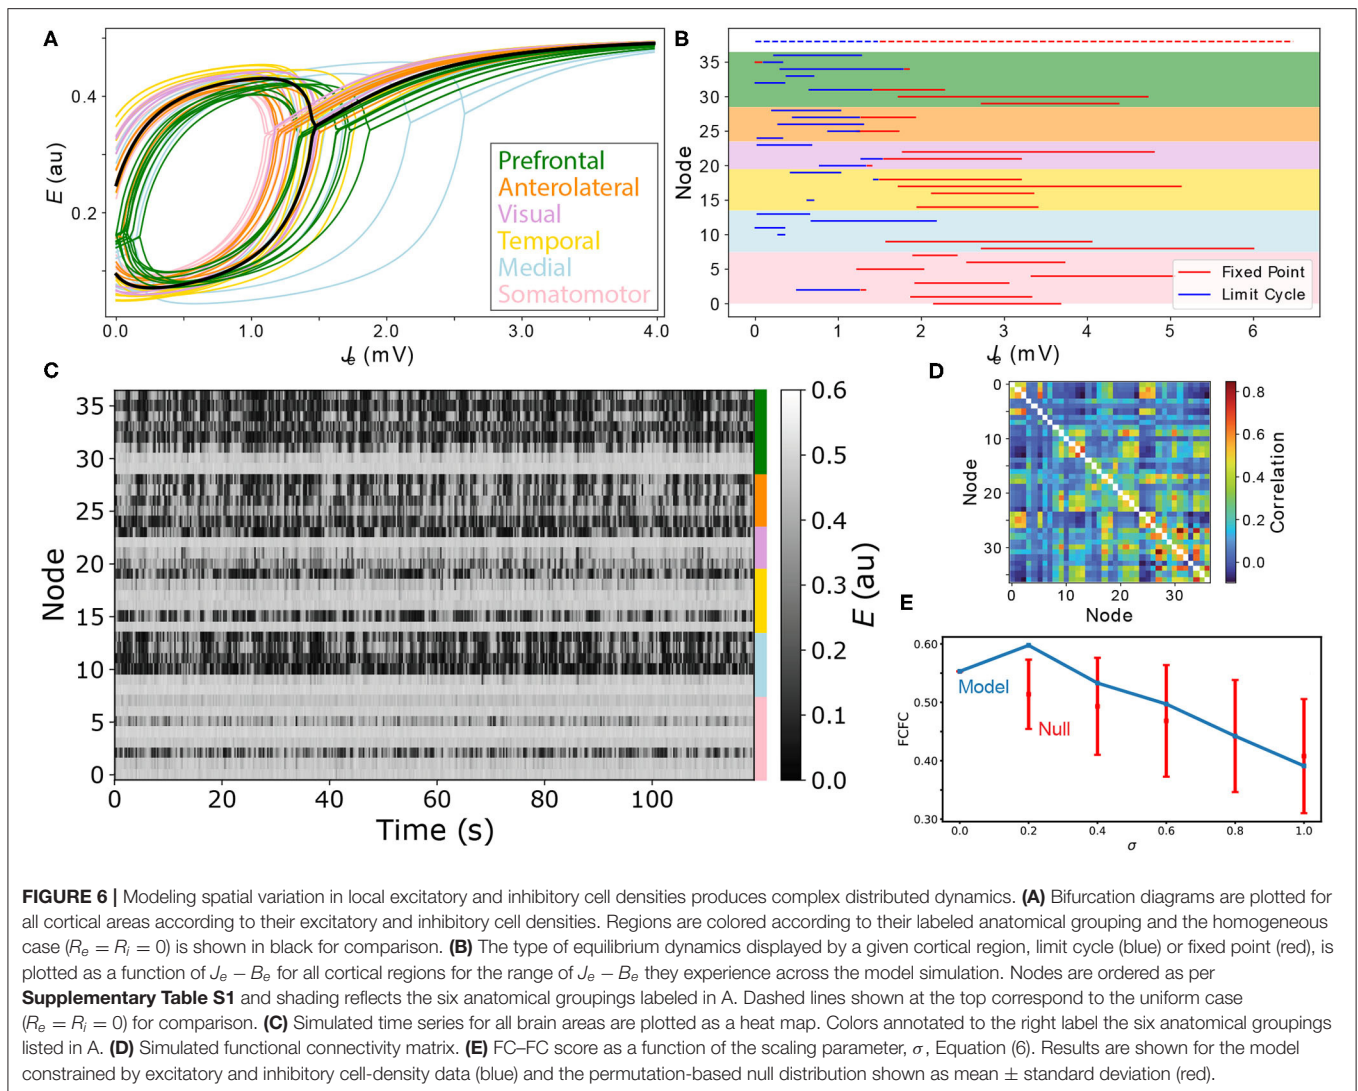 A
0.4
0.2
E (au)
0.0
1.0
2.0
3.0
4.0
Je (mV)
Prefrontal
Anterolateral
Visual
Temporal
Medial
Somatomotor
B
35
30
25
20
15
10
5
0
Node
0
1
2
3
4
5
6
Je (mV)
Fixed Point
Limit Cycle
C
35
30
25
20
15
10
5
0
Node
0
20
40
60
80
100
Time (s)
0.6
0.5
0.4
0.3
0.2
0.1
0.0
E (au)
D
0
10
20
30
Node
0
10
20
30
Node
0.8
0.6
0.4
0.2
0.0
Correlation
E
0.60
0.50
0.40
0.30
FCFC
Model
Null
0.0
0.2
0.4
0.6
0.8
1.0
σ
FIGURE 6 | Modeling spatial variation in local excitatory and inhibitory cell densities produces complex distributed dynamics. (A) Bifurcation diagrams are plotted for
all cortical areas according to their excitatory and inhibitory cell densities. Regions are colored according to their labeled anatomical grouping and the homogeneous
case (Re = Ri = 0) is shown in black for comparison. (B) The type of equilibrium dynamics displayed by a given cortical region, limit cycle (blue) or fixed point (red), is
plotted as a function of Je − Be for all cortical regions for the range of Je − Be they experience across the model simulation. Nodes are ordered as per
Supplementary Table S1 and shading reflects the six anatomical groupings labeled in A. Dashed lines shown at the top correspond to the uniform case
(Re = Ri = 0) for comparison. (C) Simulated time series for all brain areas are plotted as a heat map. Colors annotated to the right label the six anatomical groupings
listed in A. (D) Simulated functional connectivity matrix. (E) FC–FC score as a function of the scaling parameter, σ, Equation (6). Results are shown for the model
constrained by excitatory and inhibitory cell-density data (blue) and the permutation-based null distribution shown as mean ± standard deviation (red).